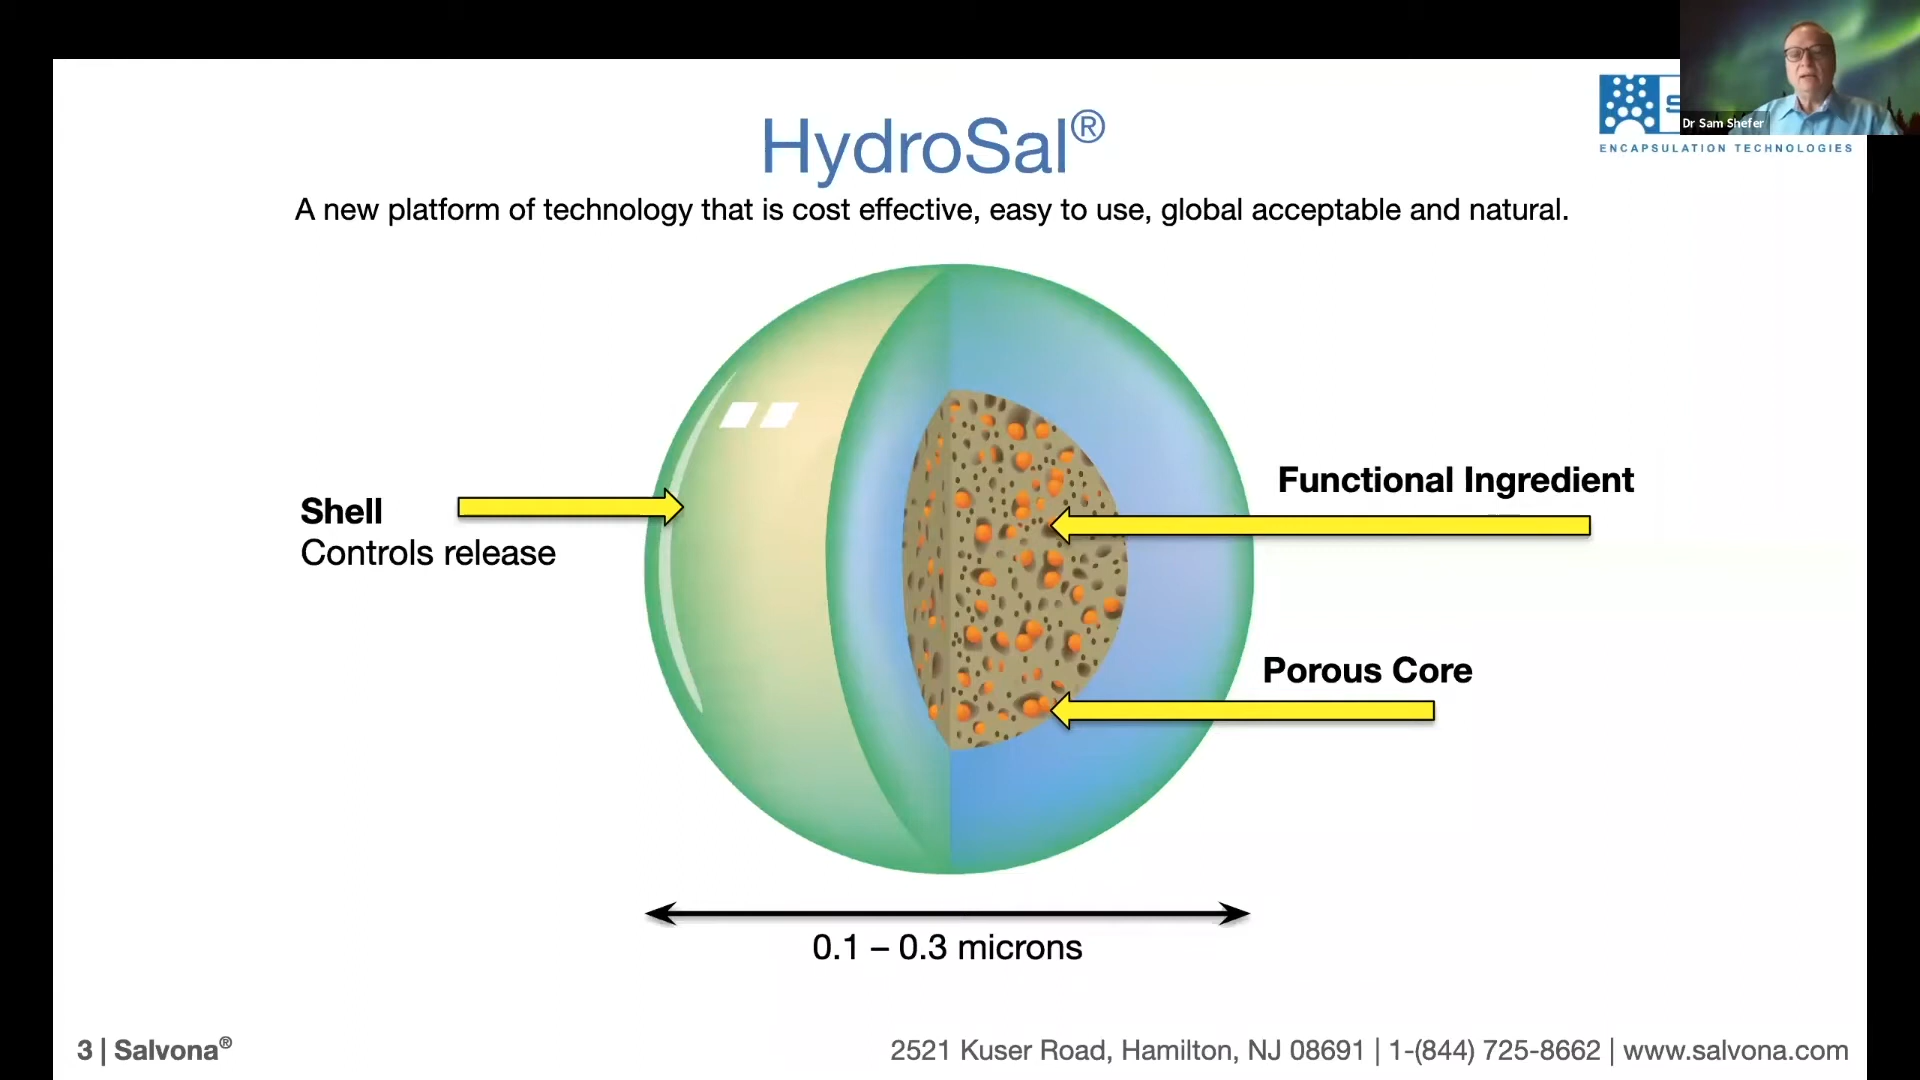 HydroSal®
A new platform of technology that is cost effective, easy to use, global acceptable and natural.
S
ENCAPSULATION TECHNOLOGIES
Dr Sam Shefer
Shell
Controls release
Functional Ingredient
Porous Core
0.1 – 0.3 microns
3 | Salvona®
2521 Kuser Road, Hamilton, NJ 08691 | 1-(844) 725-8662 | www.salvona.com